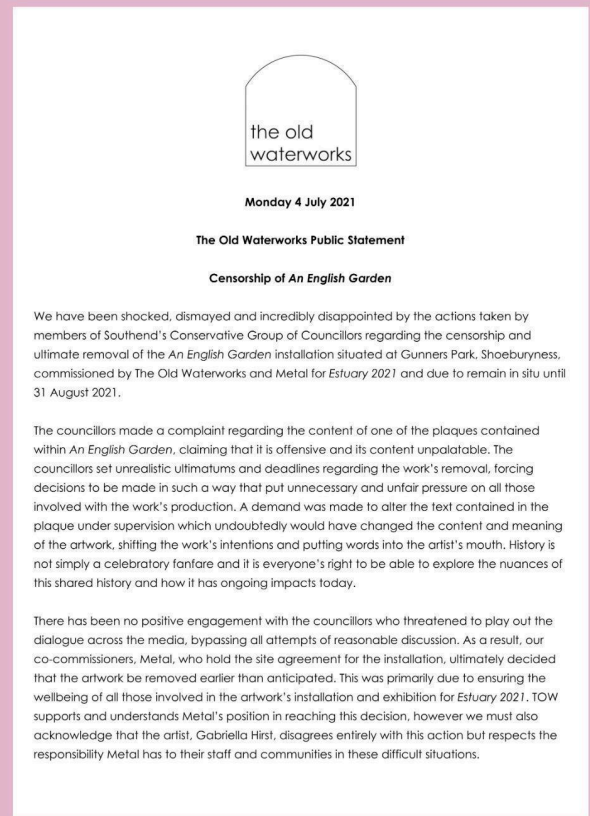 the old
waterworks
Monday 4 July 2021
The Old Waterworks Public Statement
Censorship of An English Garden
We have been shocked, dismayed and incredibly disappointed by the actions taken by
members of Southend's Conservative Group of Councillors regarding the censorship and
ultimate removal of the An English Garden installation situated at Gunners Park, Shoeburyness,
commissioned by The Old Waterworks and Metal for Estuary 2021 and due to remain in situ until
31 August 2021.
The councillors made a complaint regarding the content of one of the plaques contained
within An English Garden, claiming that it is offensive and its content unpalatable. The
councillors set unrealistic ultimatums and deadlines regarding the work's removal, forcing
decisions to be made in such a way that put unnecessary and unfair pressure on all those
involved with the work's production. A demand was made to alter the text contained in the
plaque under supervision which undoubtedly would have changed the content and meaning
of the artwork, shifting the work's intentions and putting words into the artist's mouth. History is
not simply a celebratory fanfare and it is everyone's right to be able to explore the nuances of
this shared history and how it has ongoing impacts today.
There has been no positive engagement with the councillors who threatened to play out the
dialogue across the media, bypassing all attempts of reasonable discussion. As a result, our
co-commissioners, Metal, who hold the site agreement for the installation, ultimately decided
that the artwork be removed earlier than anticipated. This was primarily due to ensuring the
wellbeing of all those involved in the artwork's installation and exhibition for Estuary 2021. TOW
supports and understands Metal's position in reaching this decision, however we must also
acknowledge that the artist, Gabriella Hirst, disagrees entirely with this action but respects the
responsibility Metal has to their staff and communities in these difficult situations.